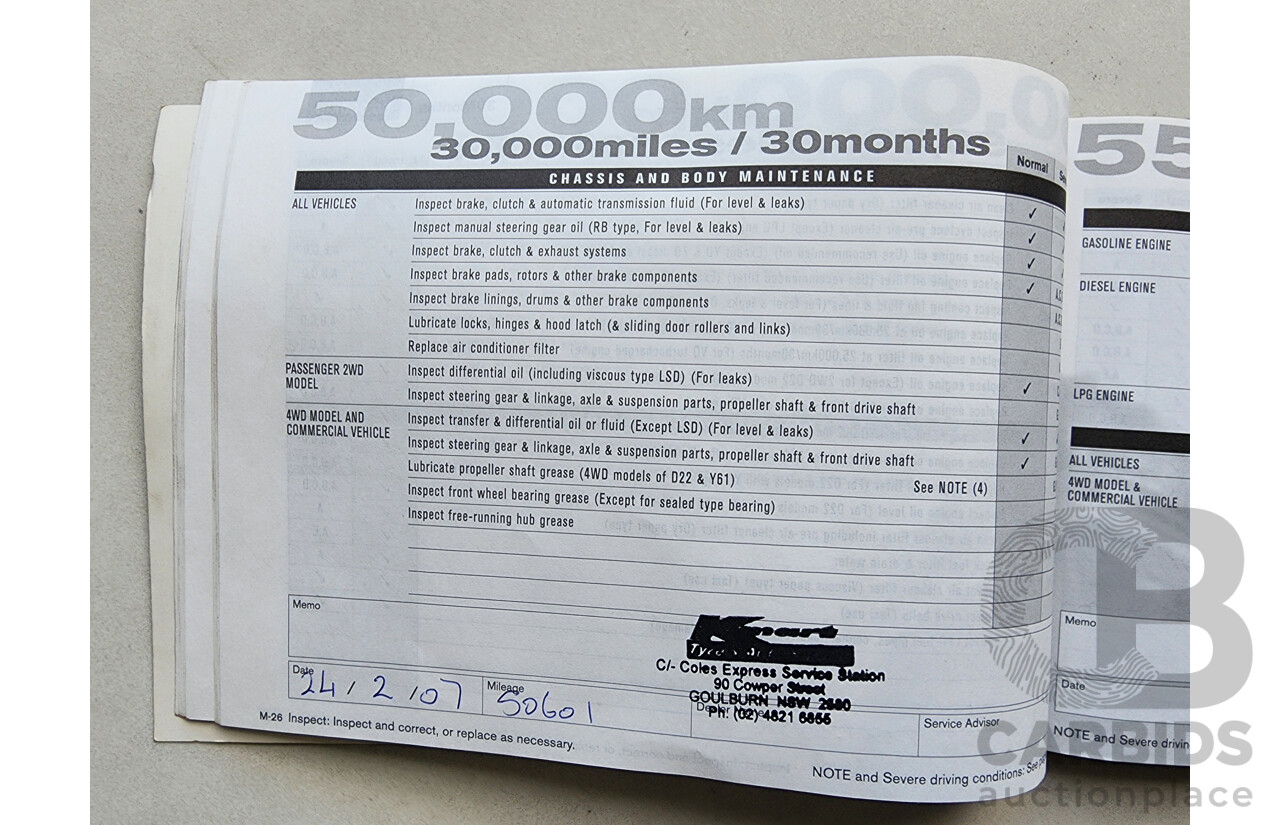 50,000km
30,000miles / 30months
Normal
CHASSIS AND BODY MAINTENANCE
ALL VEHICLES
Inspect brake, clutch & automatic transmission fluid (For level & leaks) ✓
Inspect manual steering gear oil (RB type, For level & leaks) ✓
Inspect brake, clutch & exhaust systems ✓
Inspect brake pads, rotors & other brake components ✓
Inspect brake linings, drums & other brake components
Lubricate locks, hinges & hood latch (& sliding door rollers and links)
Replace air conditioner filter
PASSENGER 2WD
MODEL
Inspect differential oil (including viscous type LSD) (For leaks) ✓
Inspect steering gear & linkage, axle & suspension parts, propeller shaft & front drive shaft
4WD MODEL AND
COMMERCIAL VEHICLE
Inspect transfer & differential oil or fluid (Except LSD) (For level & leaks) ✓
Inspect steering gear & linkage, axle & suspension parts, propeller shaft & front drive shaft ✓
Lubricate propeller shaft grease (4WD models of D22 & Y61) See NOTE (4)
Inspect front wheel bearing grease (Except for sealed type bearing)
Inspect free-running hub grease
Memo
Kmart
C/- Coles Express Service Station
90 Cowper Street
GOULBURN NSW 2580
Ph: (02) 4821 6855
Date 24/2/07
Mileage 50601
Service Advisor
M-26 Inspect: Inspect and correct, or replace as necessary.
NOTE and Severe driving conditions: See
55
GASOLINE ENGINE
DIESEL ENGINE
LPG ENGINE
ALL VEHICLES
4WD MODEL &
COMMERCIAL VEHICLE
Memo
Date
NOTE and Severe drivin
CB
CARBIDS
auctionplace